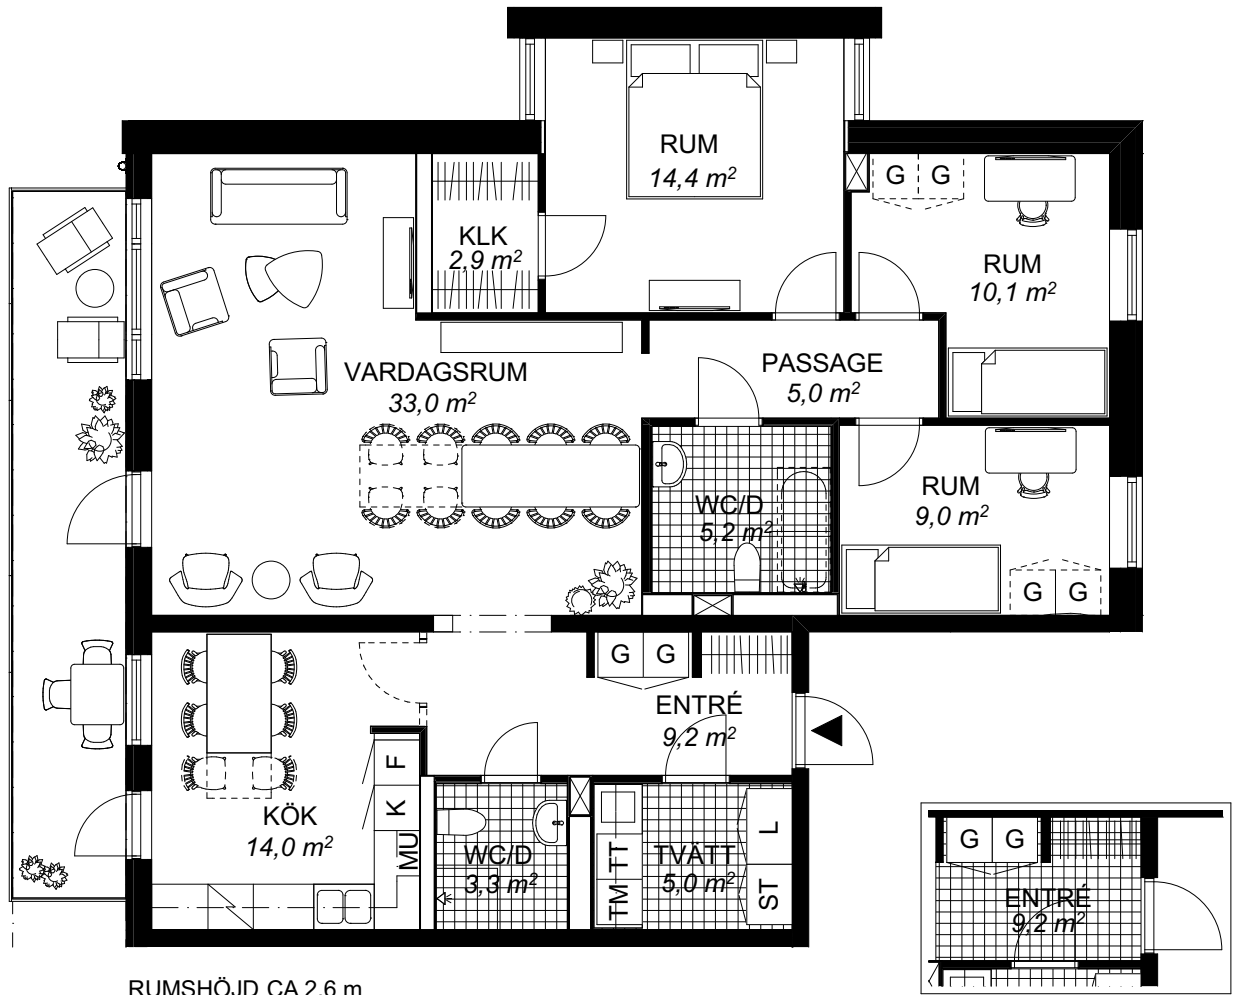 RUM
14,4 m²
G G
KLK
2,9 m²
RUM
10,1 m²
VARDAGSRUM
33,0 m²
PASSAGE
5,0 m²
WC/D
5,2 m²
RUM
9,0 m²
G G
G G
ENTRÉ
9,2 m²
F
K
MU
KÖK
14,0 m²
WC/D
3,3 m²
TT
TM
TVÄTT
5,0 m²
L
ST
G G
ENTRÉ
9,2 m²
RUMSHÖJD CA 2,6 m